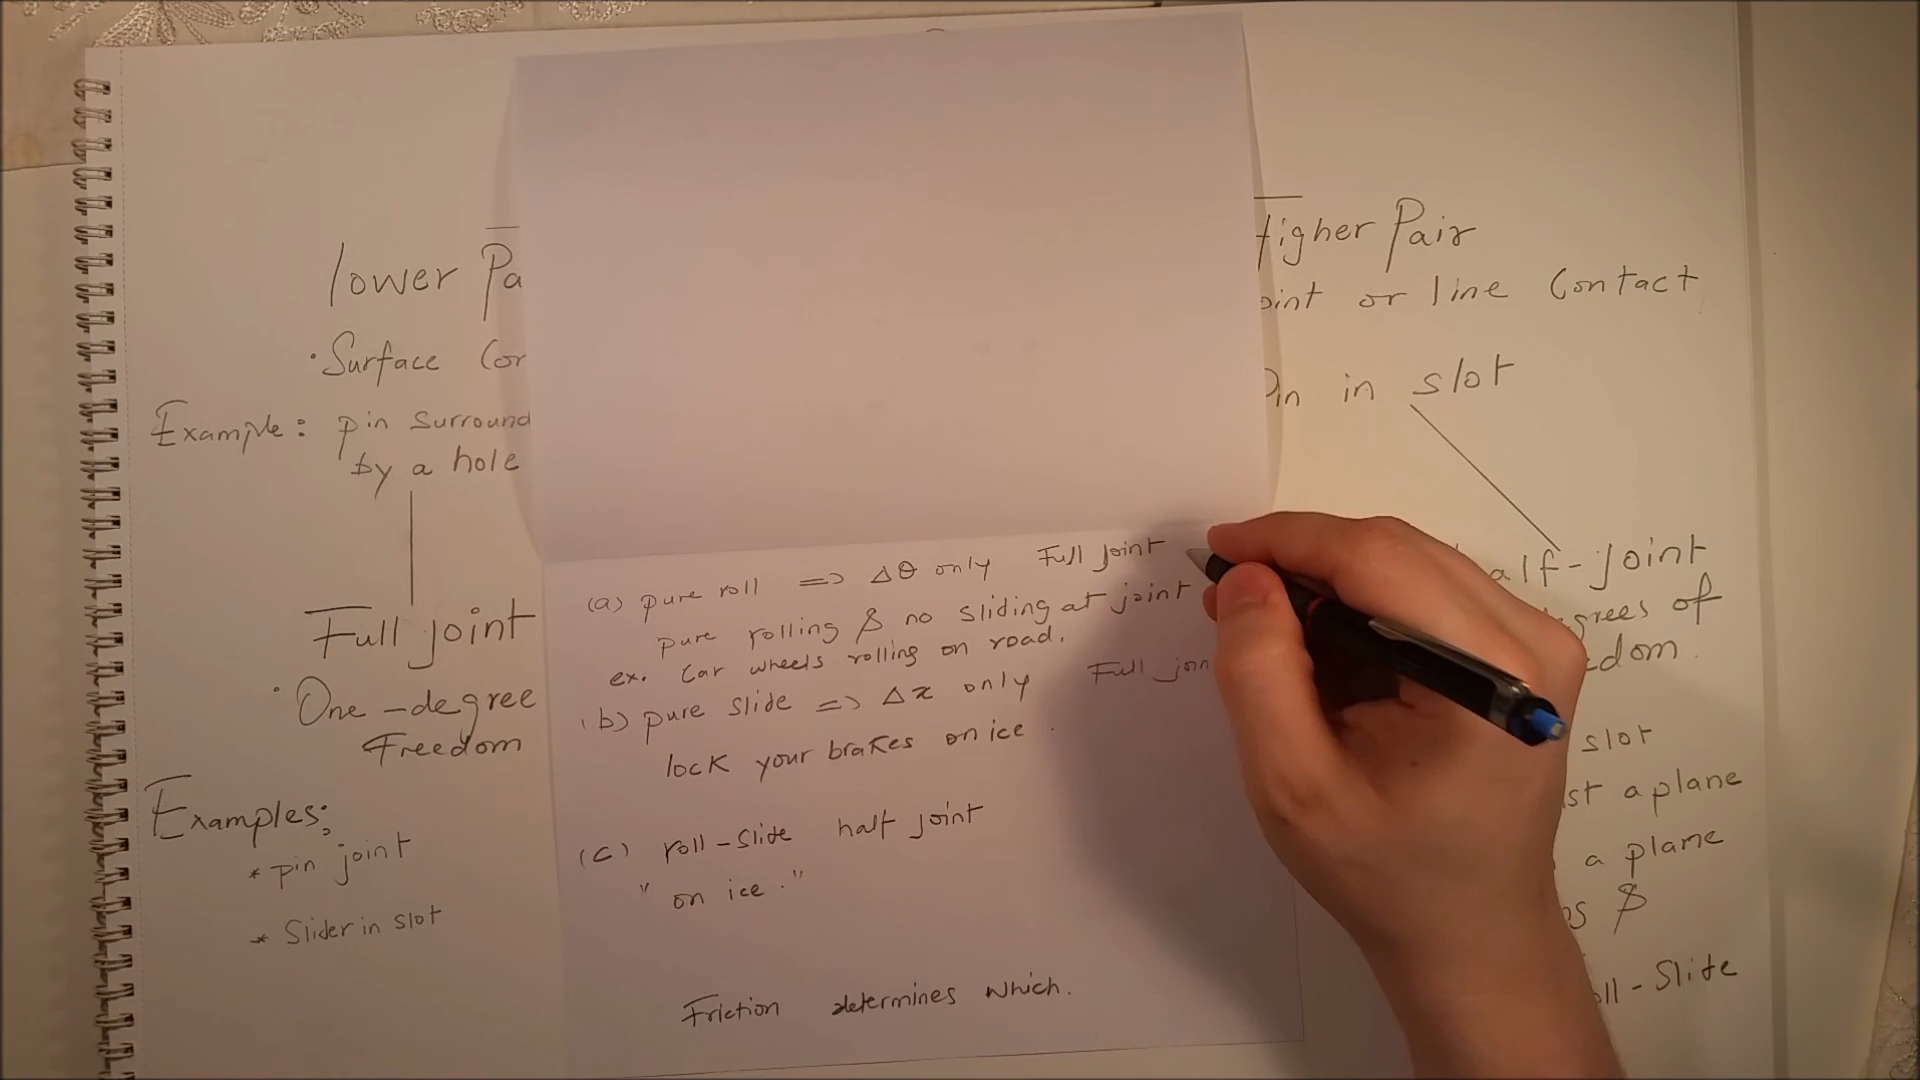 lower Pa
Surface Con
Example: pin surround
by a hole
Full joint
One-degree
Freedom
Examples:
* pin joint
* Slider in slot
(a) pure roll => Δθ only Full joint
pure rolling & no sliding at joint
ex. Car wheels rolling on road.
(b) pure slide => Δx only Full join
lock your brakes on ice.
(c) roll-slide half joint
"on ice."
Friction determines which.
Higher Pair
oint or line Contact
Pin in slot
alf-joint
grees of
dom.
slot
st a plane
a plane
&
oll-Slide